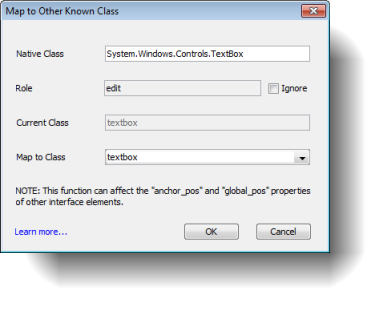 Map to Other Known Class
Native Class System.Windows.Controls.TextBox
Role edit Ignore
Current Class textbox
Map to Class textbox
NOTE: This function can affect the "anchor_pos" and "global_pos" properties
of other interface elements.
Learn more... OK Cancel